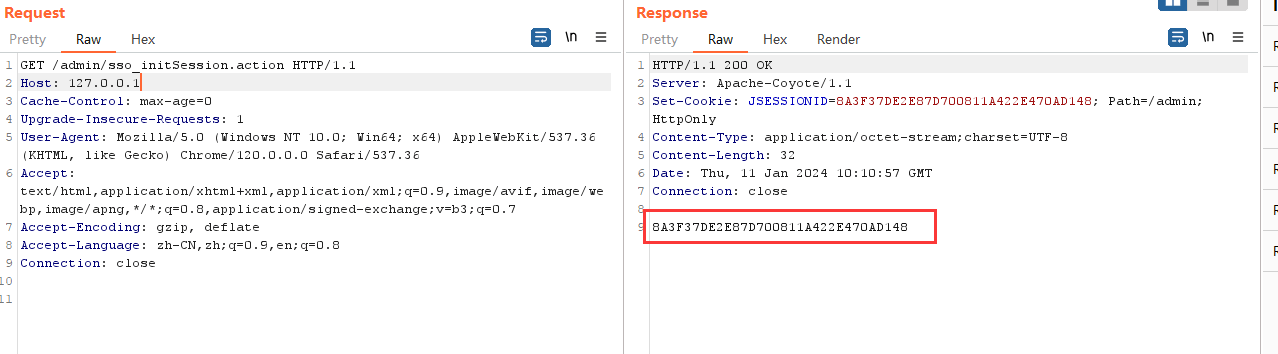 Request
Pretty Raw Hex \n
1 GET /admin/sso_initSession.action HTTP/1.1
2 Host: 127.0.0.1
3 Cache-Control: max-age=0
4 Upgrade-Insecure-Requests: 1
5 User-Agent: Mozilla/5.0 (Windows NT 10.0; Win64; x64) AppleWebKit/537.36
(KHTML, like Gecko) Chrome/120.0.0.0 Safari/537.36
6 Accept:
text/html,application/xhtml+xml,application/xml;q=0.9,image/avif,image/we
bp,image/apng,*/*;q=0.8,application/signed-exchange;v=b3;q=0.7
7 Accept-Encoding: gzip, deflate
8 Accept-Language: zh-CN,zh;q=0.9,en;q=0.8
9 Connection: close
10
11
Response
Pretty Raw Hex Render \n
1 HTTP/1.1 200 OK
2 Server: Apache-Coyote/1.1
3 Set-Cookie: JSESSIONID=8A3F37DE2E87D700811A422E470AD148; Path=/admin;
HttpOnly
4 Content-Type: application/octet-stream;charset=UTF-8
5 Content-Length: 32
6 Date: Thu, 11 Jan 2024 10:10:57 GMT
7 Connection: close
8
9 8A3F37DE2E87D700811A422E470AD148